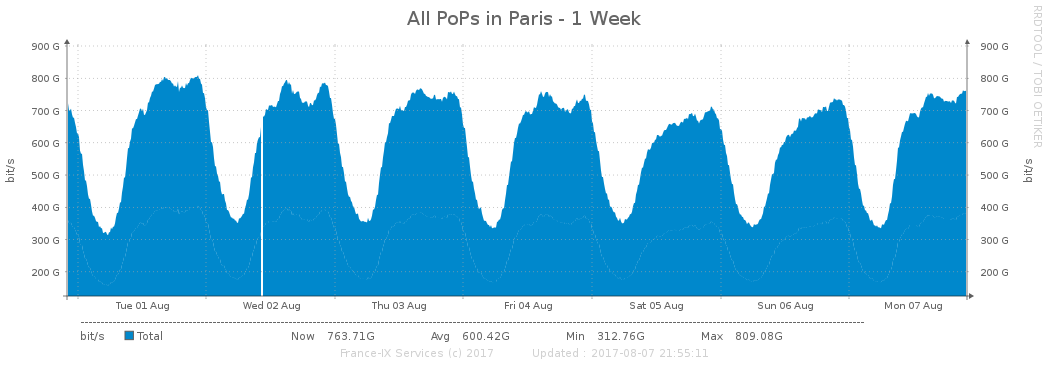 All PoPs in Paris - 1 Week
RRDTOOL / TOBI OETIKER
900 G 900 G
800 G 800 G
700 G 700 G
600 G 600 G
500 G 500 G
400 G 400 G
300 G 300 G
200 G 200 G
bit/s bit/s
Tue 01 Aug Wed 02 Aug Thu 03 Aug Fri 04 Aug Sat 05 Aug Sun 06 Aug Mon 07 Aug
bit/s Total Now 763.71G Avg 600.42G Min 312.76G Max 809.08G
France-IX Services (c) 2017 Updated : 2017-08-07 21:55:11